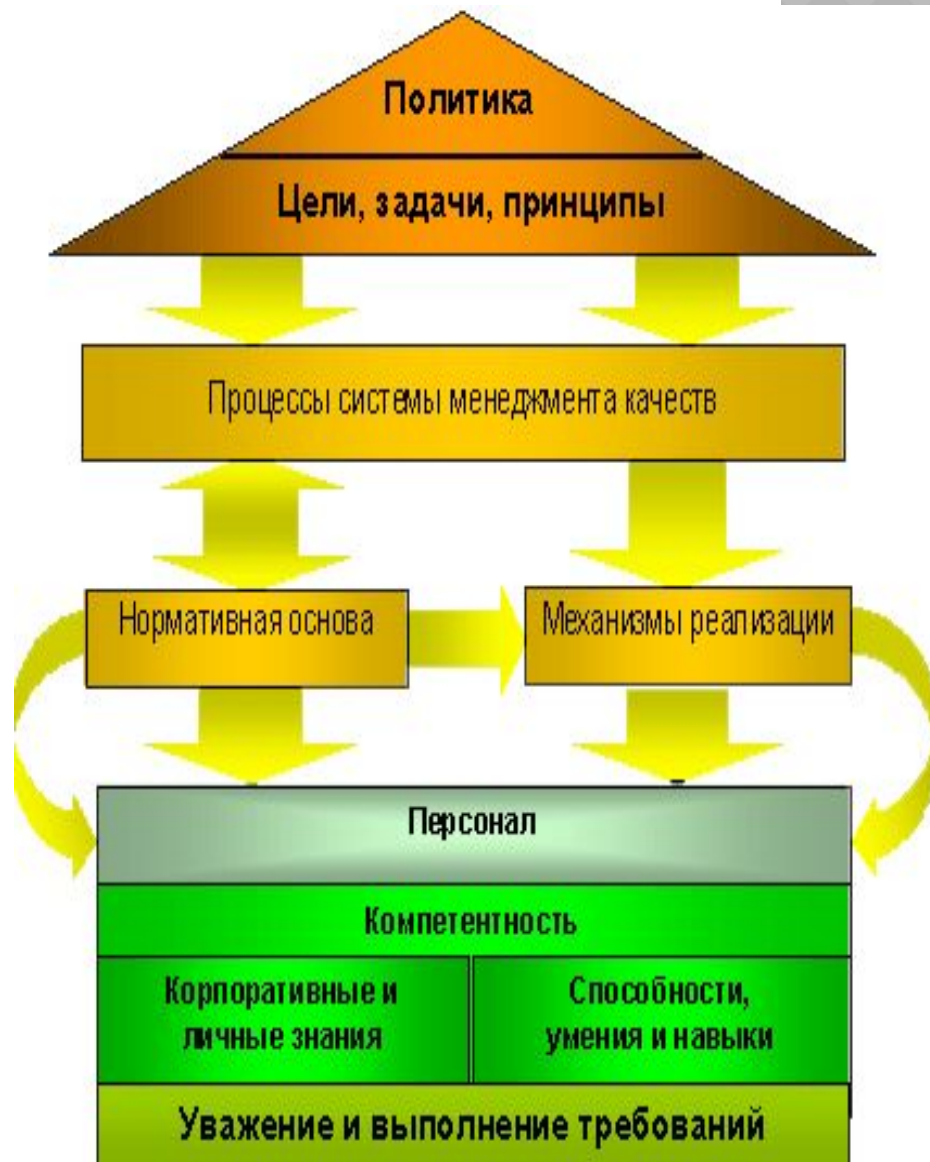 Политика
Цели, задачи, принципы
Процессы системы менеджмента качеств
Нормативная основа
Механизмы реализации
Персонал
Компетентность
Корпоративные и
личные знания
Способности,
умения и навыки
Уважение и выполнение требований